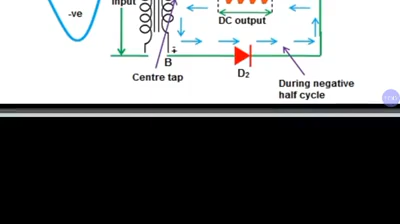 input
-ve
DC output
+
B
D2
Centre tap
During negative
half cycle